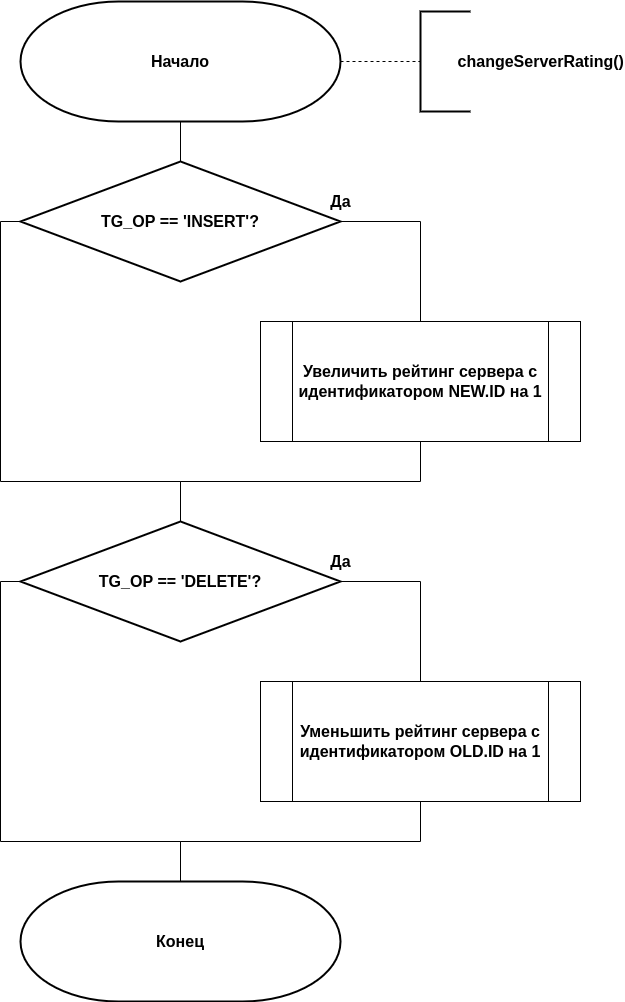 Начало
changeServerRating()
Да
TG_OP == 'INSERT'?
Увеличить рейтинг сервера с
идентификатором NEW.ID на 1
Да
TG_OP == 'DELETE'?
Уменьшить рейтинг сервера с
идентификатором OLD.ID на 1
Конец